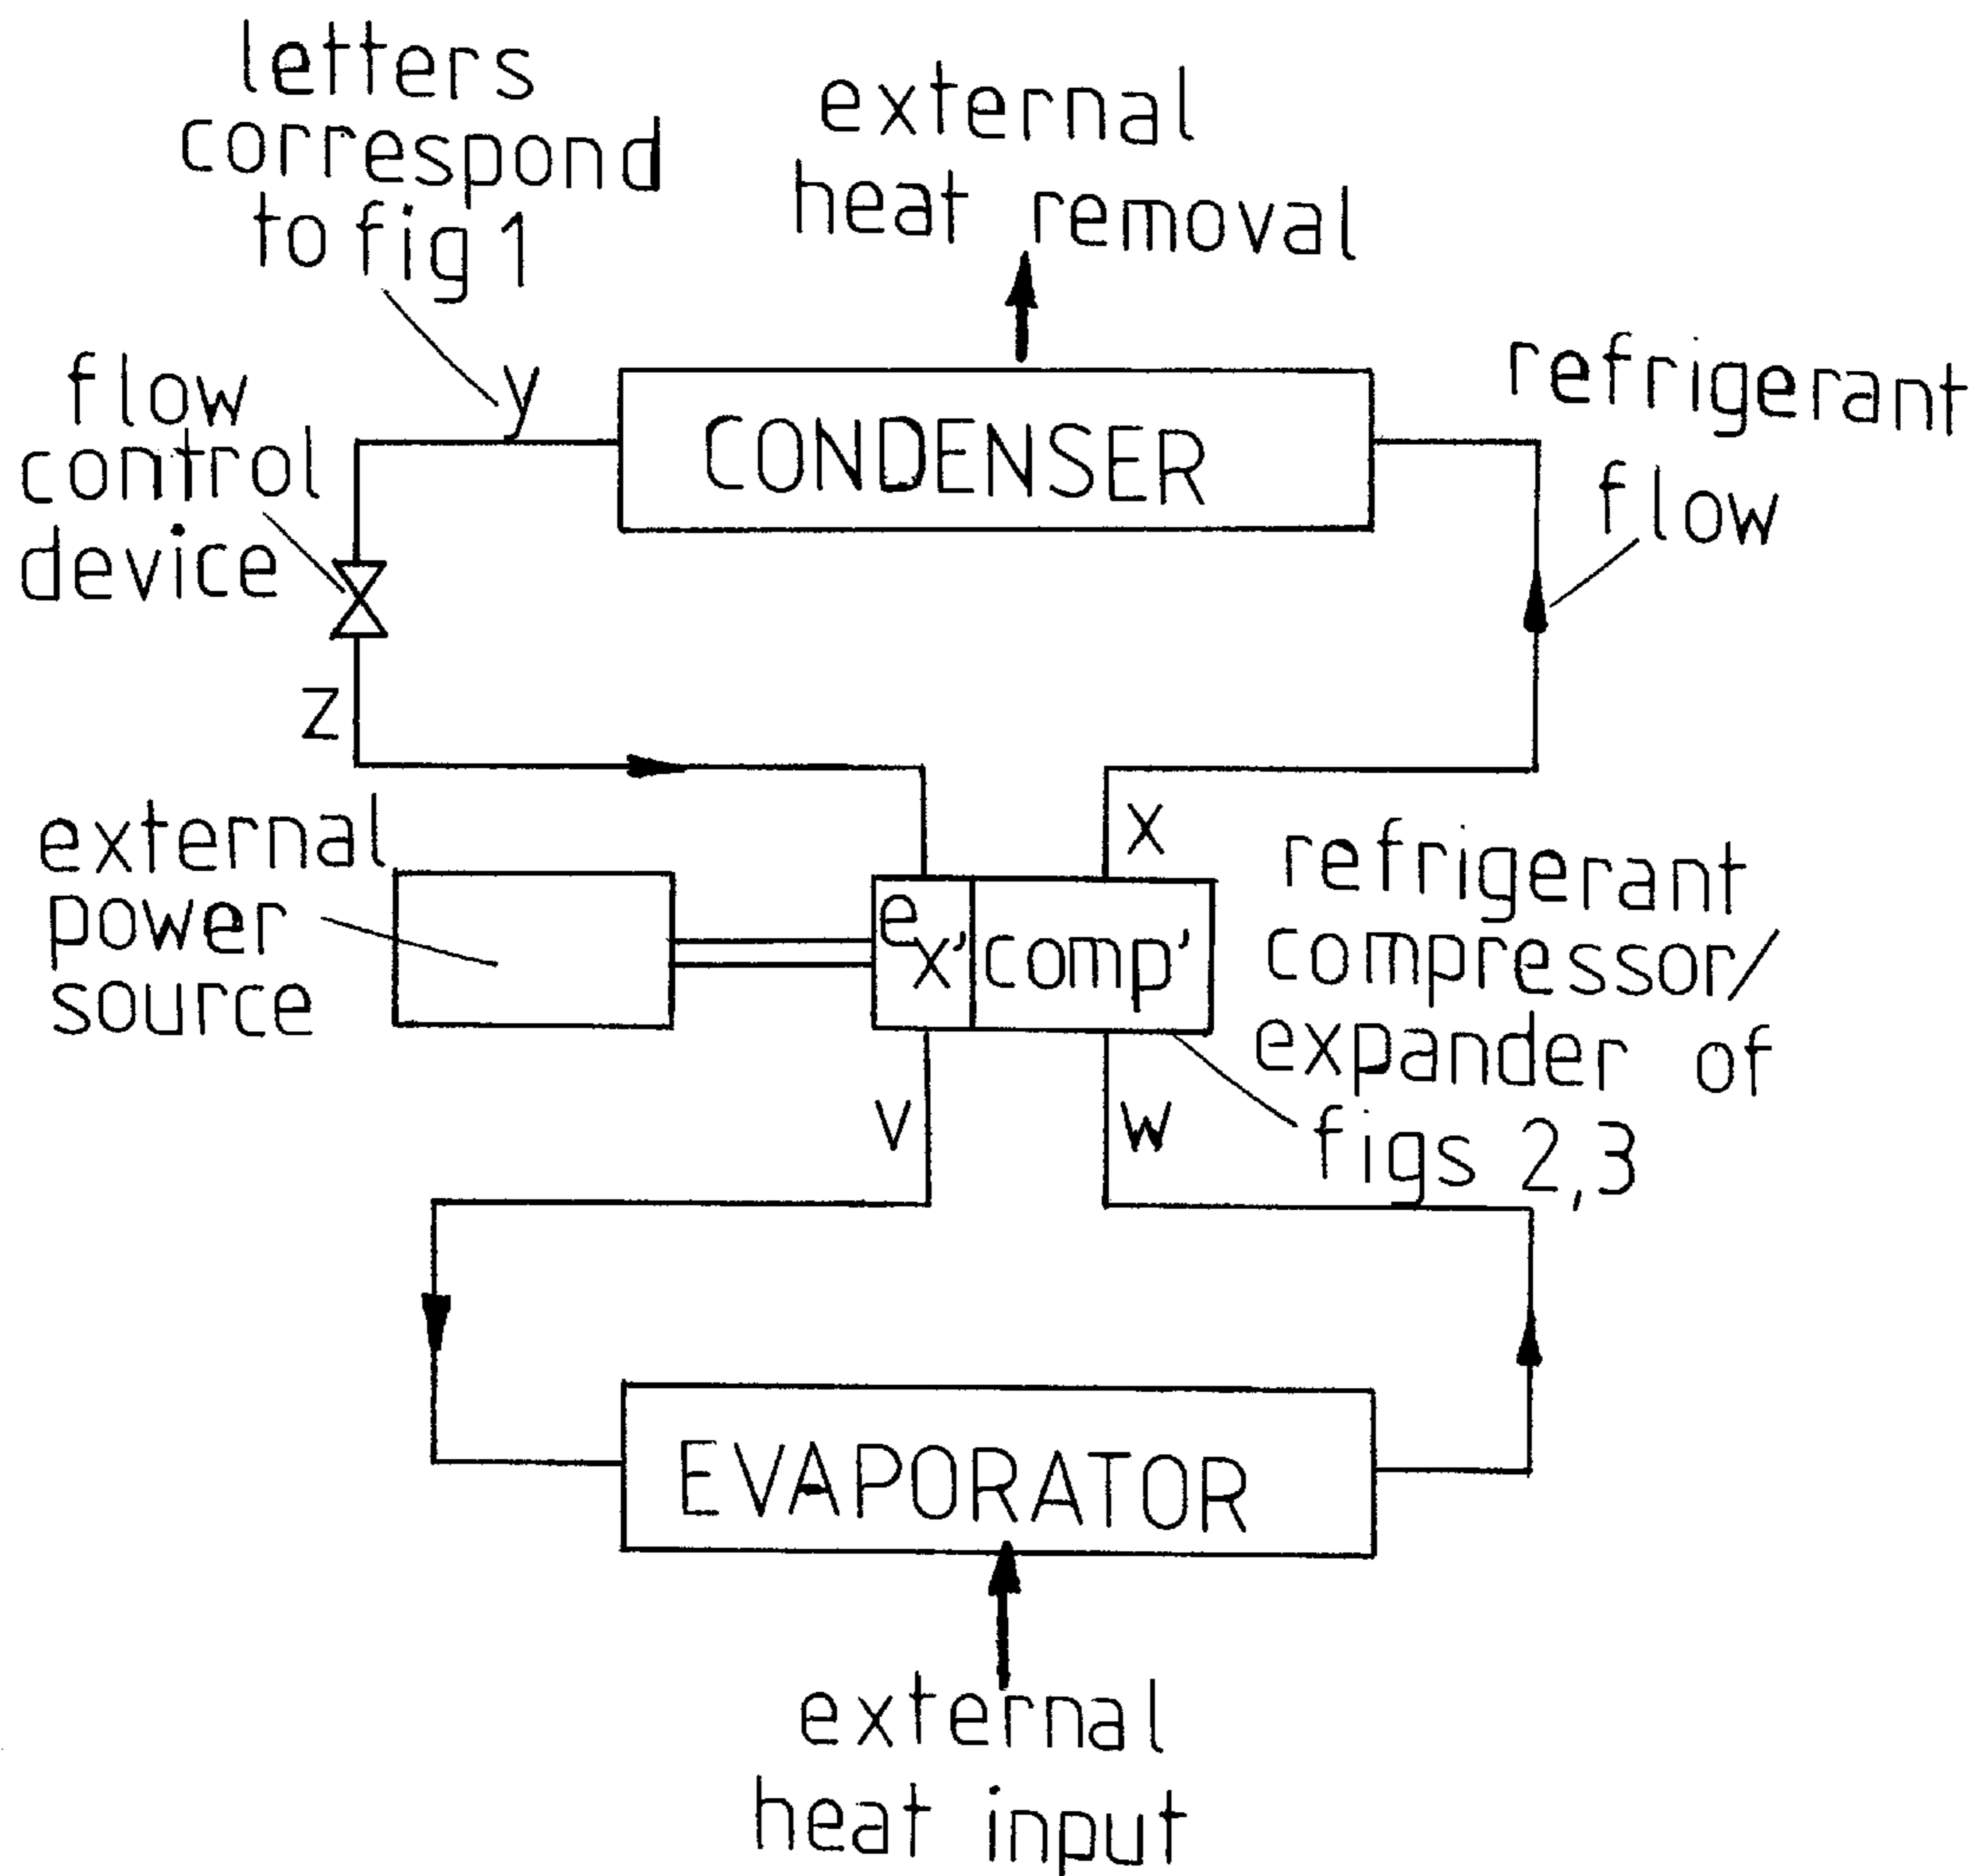 letters
correspond
to fig 1
external
heat removal
flow
control
device
y
CONDENSER
refrigerant
flow
z
x
external
power
source
ex'
comp'
refrigerant
compressor/
expander of
figs 2,3
v
w
EVAPORATOR
external
heat input